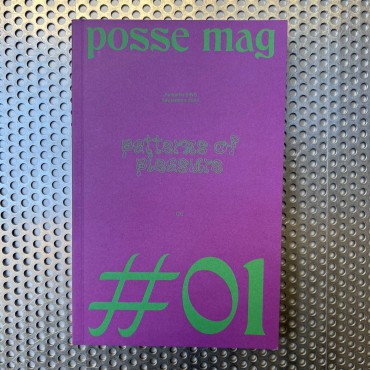 posse mag
patterns of
pleasure
#01